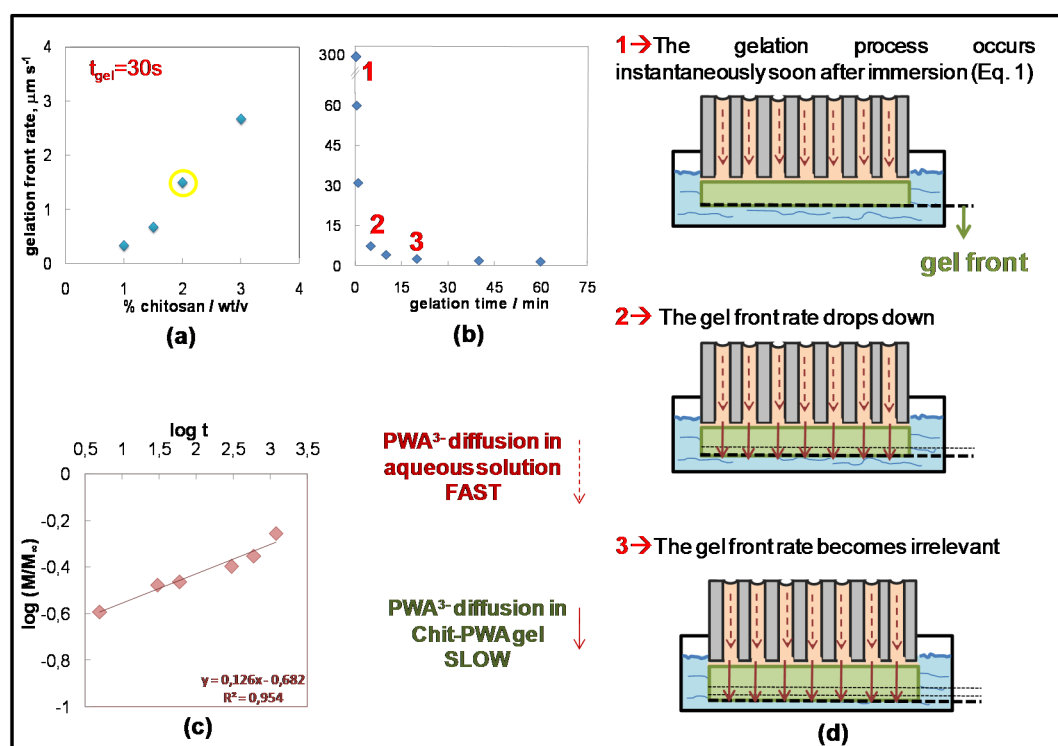 gelation front rate, µm s⁻¹
4
3
2
1
0
t gel=30s
0 1 2 3 4
% chitosan / wt/v
(a)
300
60
45
30
15
0
1
2
3
0 15 30 45 60 75
gelation time / min
(b)
log t
0,5 1 1,5 2 2,5 3 3,5
0
-0,2
-0,4
-0,6
-0,8
-1
log (M/M∞)
y = 0,126x - 0,682
R² = 0,954
(c)
PWA³⁻ diffusion in
aqueous solution
FAST
PWA³⁻ diffusion in
Chit-PWA gel
SLOW
1→The gelation process occurs
instantaneously soon after immersion (Eq. 1)
gel front
2→ The gel front rate drops down
3→ The gel front rate becomes irrelevant
(d)